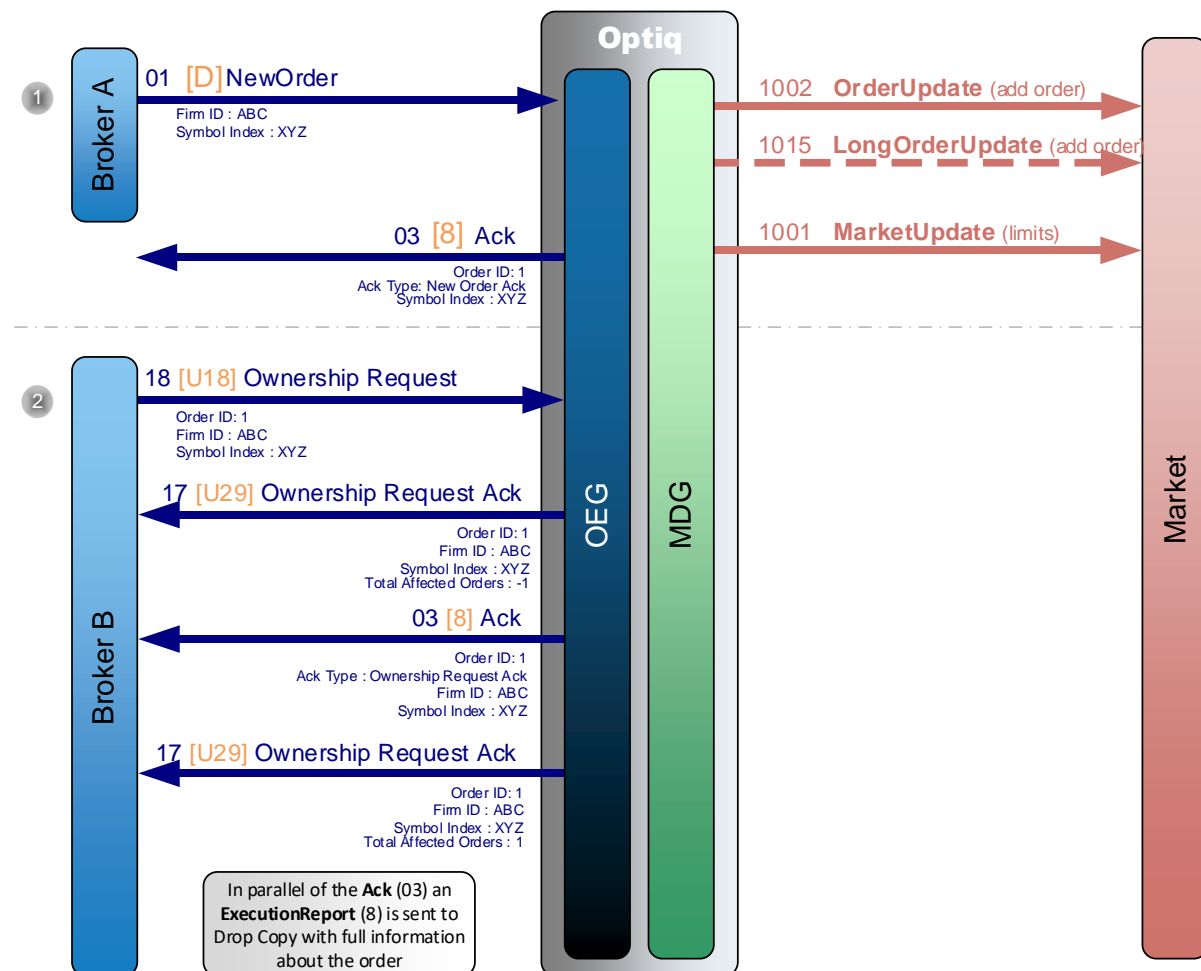 Optiq
1
Broker A
01 [D] NewOrder
Firm ID : ABC
Symbol Index : XYZ
1002 OrderUpdate (add order)
1015 LongOrderUpdate (add order)
03 [8] Ack
Order ID: 1
Ack Type: New Order Ack
Symbol Index : XYZ
1001 MarketUpdate (limits)
2
Broker B
18 [U18] Ownership Request
Order ID: 1
Firm ID : ABC
Symbol Index : XYZ
17 [U29] Ownership Request Ack
Order ID: 1
Firm ID : ABC
Symbol Index : XYZ
Total Affected Orders : -1
03 [8] Ack
Order ID: 1
Ack Type : Ownership Request Ack
Firm ID : ABC
Symbol Index : XYZ
17 [U29] Ownership Request Ack
Order ID: 1
Firm ID : ABC
Symbol Index : XYZ
Total Affected Orders : 1
OEG
MDG
Market
In parallel of the Ack (03) an
ExecutionReport (8) is sent to
Drop Copy with full information
about the order